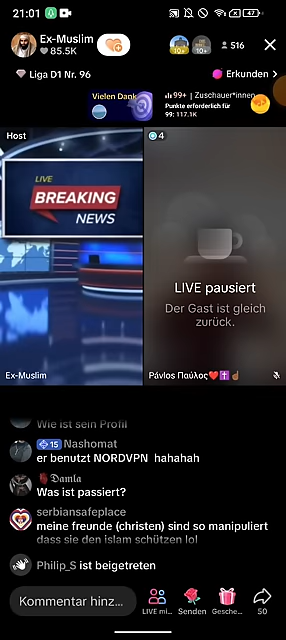 21:01
47
Ex-Muslim
85.5K
516
Liga D1 Nr. 96
Erkunden
Vielen Dank
99+ | Zuschauer*innen
Punkte erforderlich für
99: 117.1K
Host
4
LIVE
BREAKING
NEWS
LIVE pausiert
Der Gast ist gleich
zurück.
Ex-Muslim
Pávlos Παύλος❤️✝️☝🏾
Wie ist sein Profil
15 Nashomat
er benutzt NORDVPN hahahah
𝔇𝔞𝔪𝔩𝔞
Was ist passiert?
serbiansafeplace
meine freunde (christen) sind so manipuliert
dass sie den islam schützen lol
Philip_S ist beigetreten
Kommentar hinz...
LIVE mi...
Senden
Gesche...
50